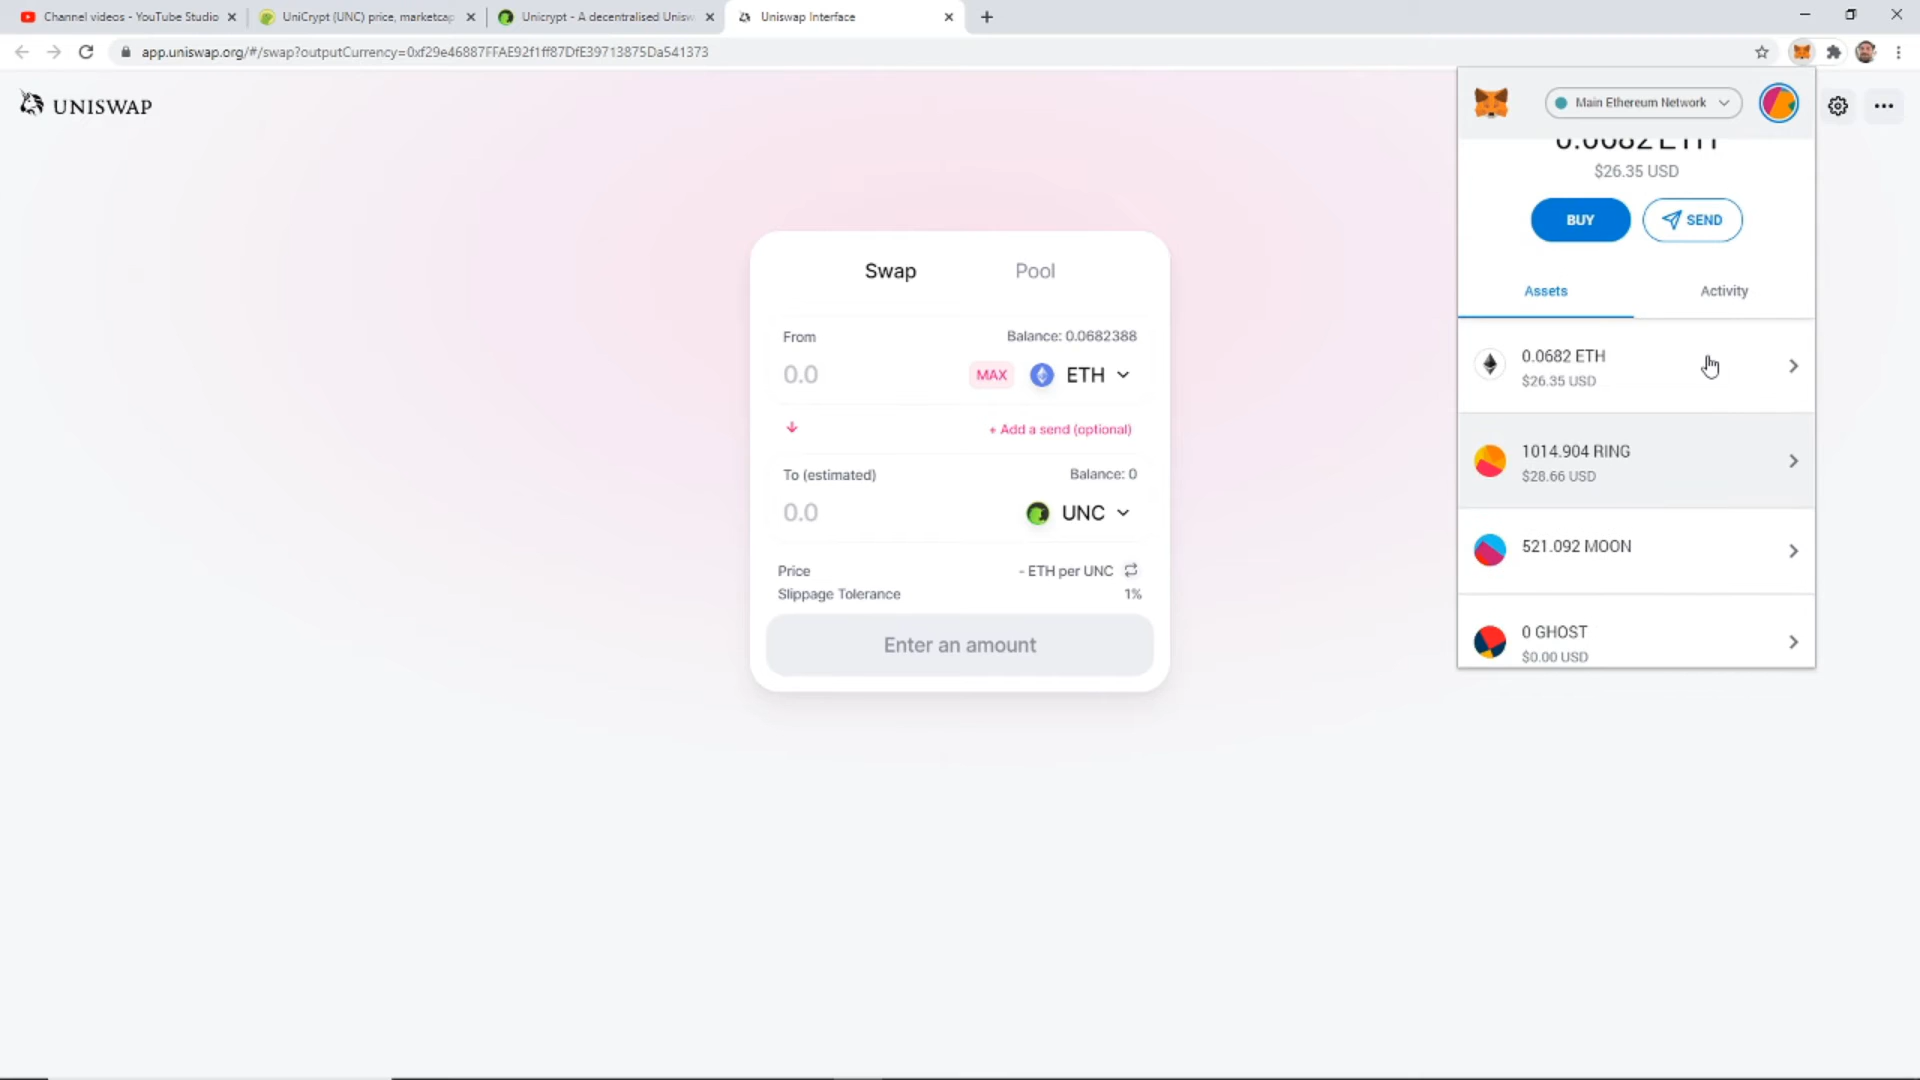 Channel videos - YouTube Studio
UniCrypt (UNC) price, marketcap
Unicrypt - A decentralised Unisw
Uniswap Interface
app.uniswap.org/#/swap?outputCurrency=0xf29e46887FFAE92f1ff87DfE39713875Da541373
UNISWAP
Main Ethereum Network
0.0682 ETH
$26.35 USD
BUY
SEND
Assets
Activity
0.0682 ETH
$26.35 USD
1014.904 RING
$28.66 USD
521.092 MOON
0 GHOST
$0.00 USD
Swap
Pool
From
Balance: 0.0682388
0.0
MAX
ETH
+ Add a send (optional)
To (estimated)
Balance: 0
0.0
UNC
Price
- ETH per UNC
Slippage Tolerance
1%
Enter an amount